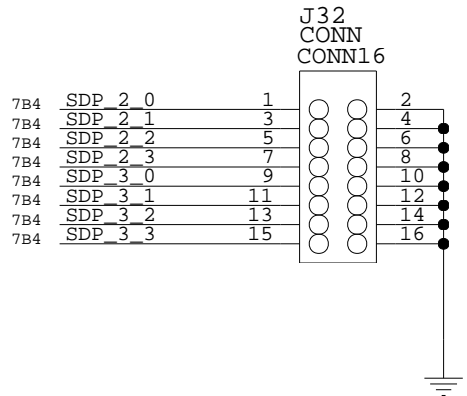 J32
CONN
CONN16
7B4 SDP_2_0 1 2
7B4 SDP_2_1 3 4
7B4 SDP_2_2 5 6
7B4 SDP_2_3 7 8
7B4 SDP_3_0 9 10
7B4 SDP_3_1 11 12
7B4 SDP_3_2 13 14
7B4 SDP_3_3 15 16